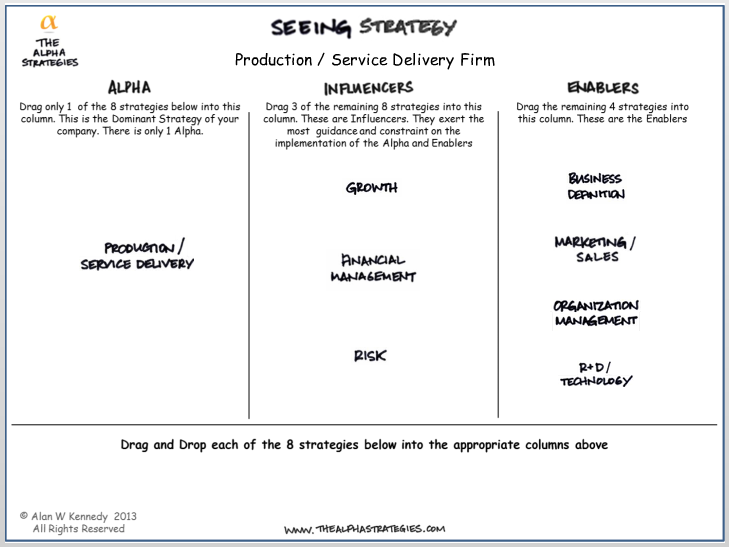 α
THE
ALPHA
STRATEGIES
SEEING STRATEGY
Production / Service Delivery Firm
ALPHA
Drag only 1 of the 8 strategies below into this
column. This is the Dominant Strategy of your
company. There is only 1 Alpha.
PRODUCTION /
SERVICE DELIVERY
INFLUENCERS
Drag 3 of the remaining 8 strategies into this
column. These are Influencers. They exert the
most guidance and constraint on the
implementation of the Alpha and Enablers
GROWTH
FINANCIAL
MANAGEMENT
RISK
ENABLERS
Drag the remaining 4 strategies into
this column. These are the Enablers
BUSINESS
DEFINITION
MARKETING /
SALES
ORGANIZATION
MANAGEMENT
R+D /
TECHNOLOGY
Drag and Drop each of the 8 strategies below into the appropriate columns above
© Alan W Kennedy 2013
All Rights Reserved
WWW.THEALPHASTRATEGIES.COM